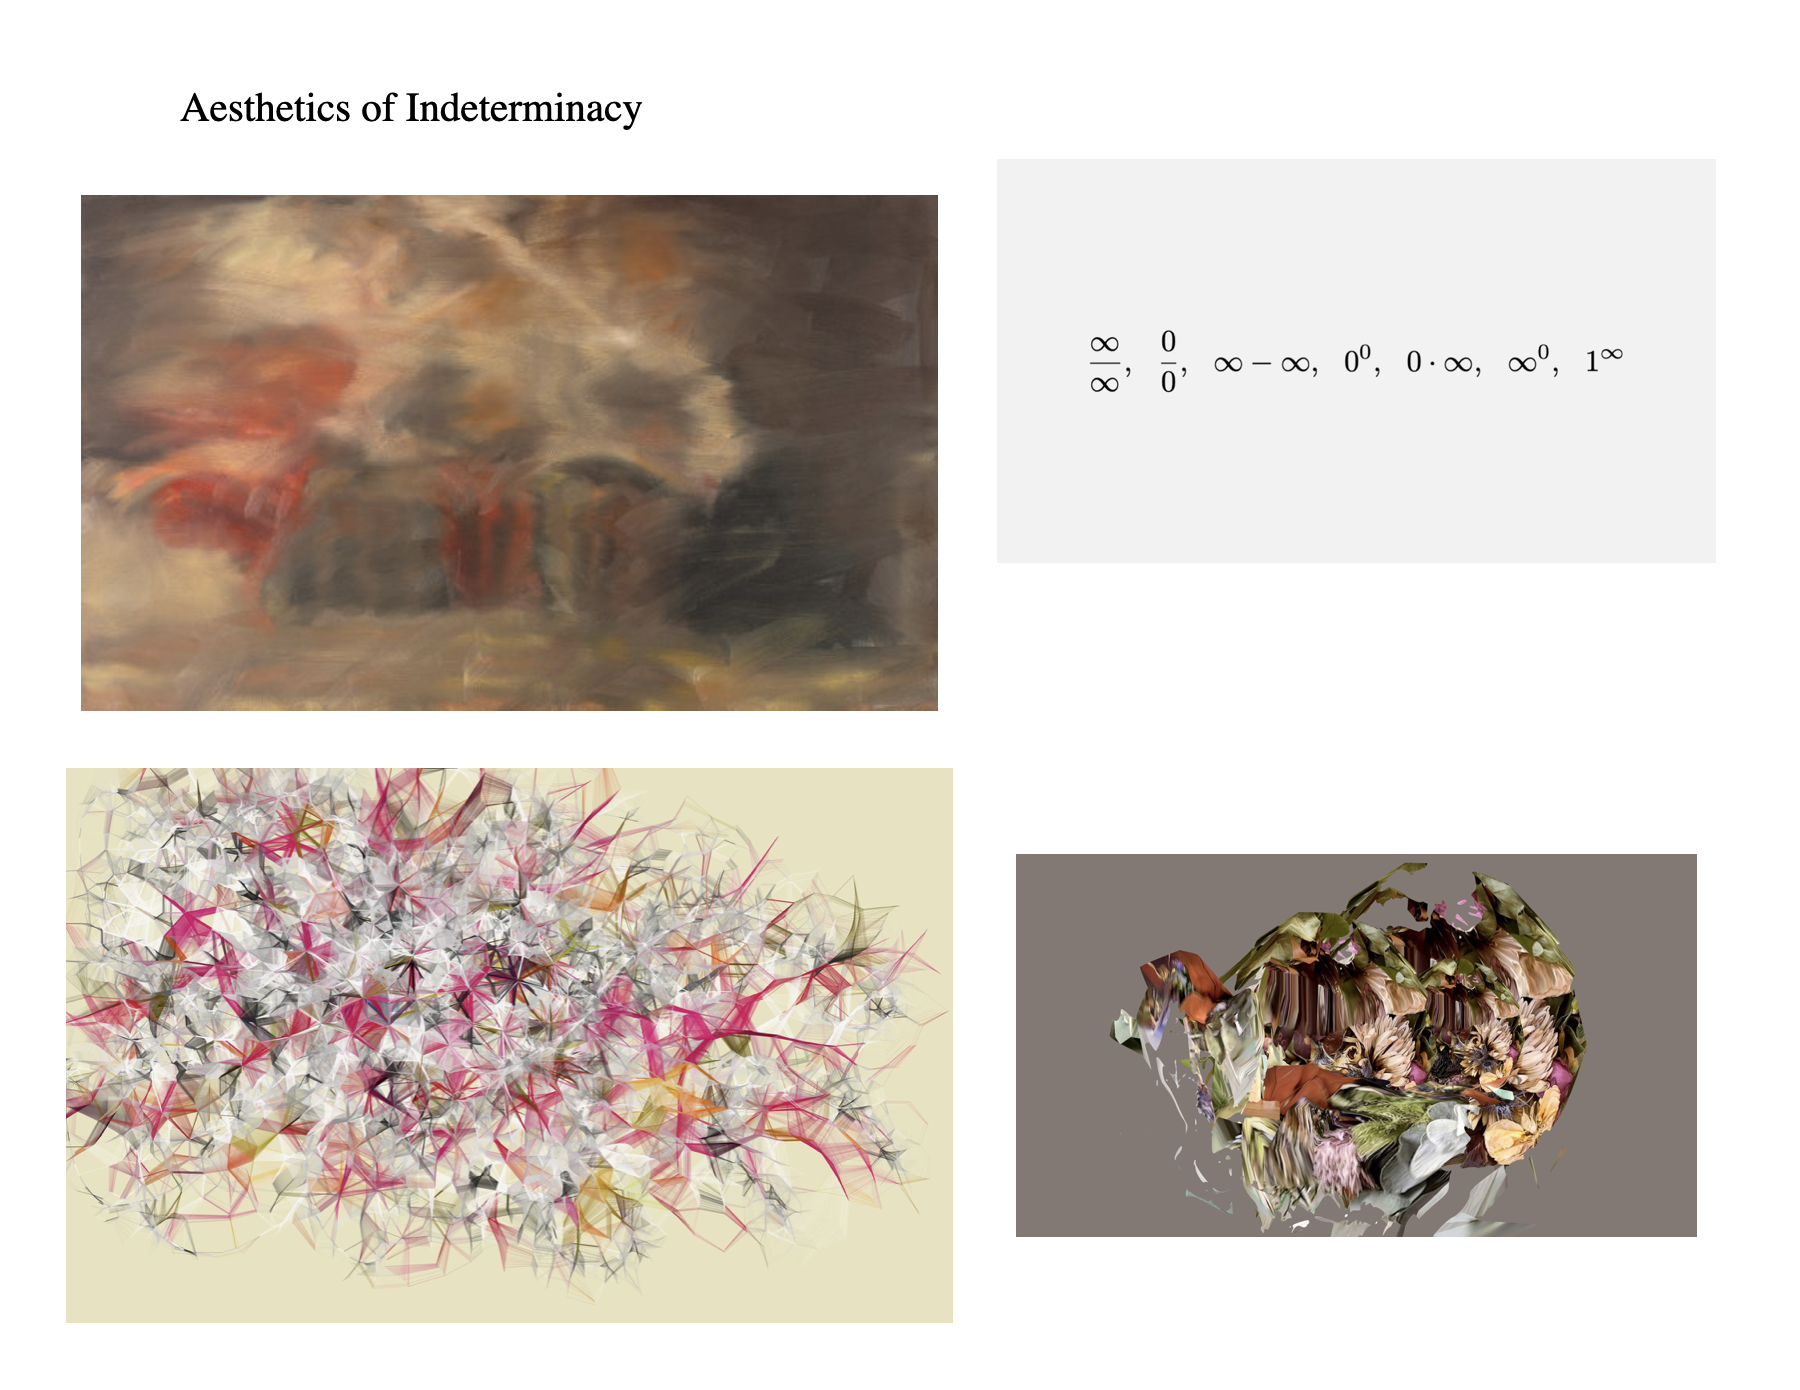 Aesthetics of Indeterminacy
∞/∞, 0/0, ∞ − ∞, 0⁰, 0 · ∞, ∞⁰, 1^∞